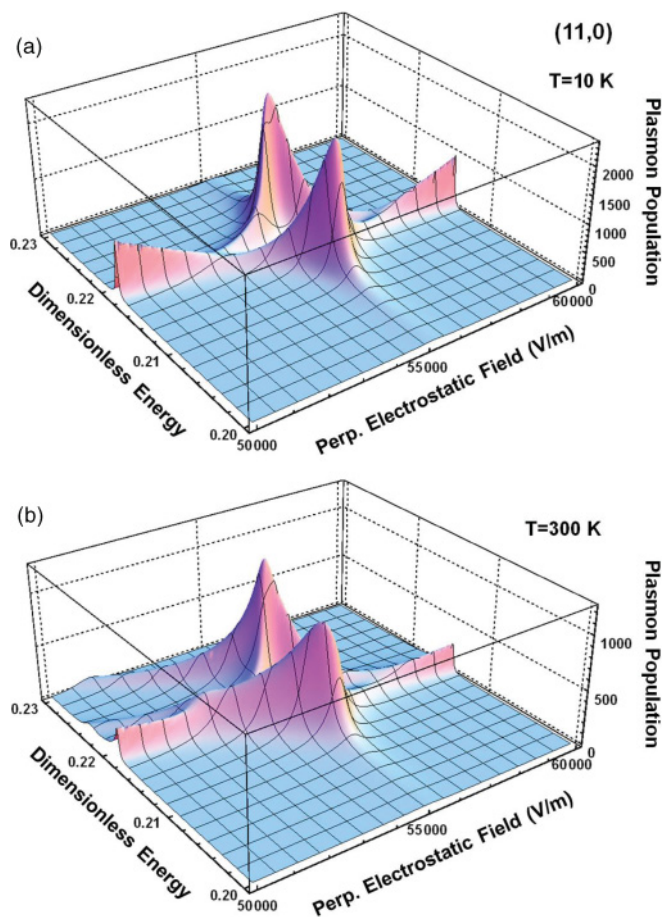 (a)
(11,0)
T=10 K
Plasmon Population
2000
1500
1000
500
0
0.23
0.22
0.21
0.20
Dimensionless Energy
50000
55000
60000
Perp. Electrostatic Field (V/m)
(b)
T=300 K
Plasmon Population
1000
500
0
0.23
0.22
0.21
0.20
Dimensionless Energy
50000
55000
60000
Perp. Electrostatic Field (V/m)